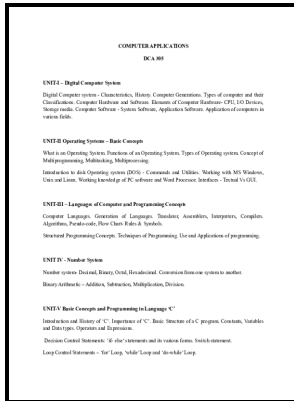 COMPUTER APPLICATIONS
DCA 305
UNIT-I – Digital Computer System
Digital Computer system - Characteristics, History. Computer Generations. Types of computer and their
Classifications. Computer Hardware and Software. Elements of Computer Hardware- CPU, I/O Devices,
Storage media. Computer Software - System Software, Application Software. Application of computers in
various fields.
UNIT-II Operating Systems – Basic Concepts
What is an Operating System. Functions of an Operating System. Types of Operating system. Concept of
Multiprogramming, Multitasking, Multiprocessing.
Introduction to disk Operating system (DOS) - Commands and Utilities. Working with MS Windows,
Unix and Linux. Working knowledge of PC software and Word Processor. Interfaces - Textual Vs GUI.
UNIT-III – Languages of Computer and Programming Concepts
Computer Languages. Generation of Languages. Translator, Assemblers, Interpreters, Compilers.
Algorithms, Pseudo-code, Flow Chart- Rules & Symbols.
Structured Programming Concepts. Techniques of Programming. Use and Applications of programming.
UNIT IV - Number System
Number system- Decimal, Binary, Octal, Hexadecimal. Conversion from one system to another.
Binary Arithmetic – Addition, Subtraction, Multiplication, Division.
UNIT-V Basic Concepts and Programming in Language 'C'
Introduction and History of 'C'. Importance of 'C'. Basic Structure of a C program. Constants, Variables
and Data types. Operators and Expressions.
Decision Control Statements: 'if- else' statements and its various forms. Switch statement.
Loop Control Statements – 'for' Loop, 'while' Loop and 'do-while' Loop.